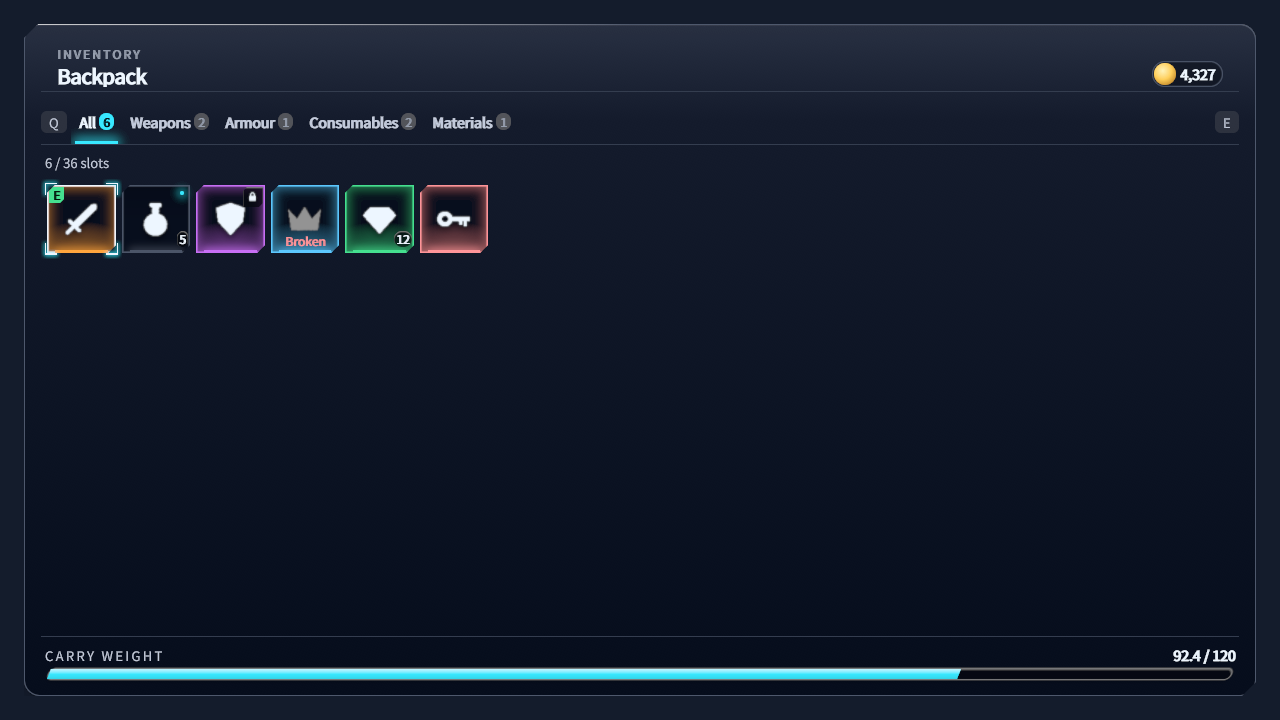 INVENTORY
Backpack
4,327
Q
All 6
Weapons 2
Armour 1
Consumables 2
Materials 1
E
6 / 36 slots
E
5
Broken
12
CARRY WEIGHT
92.4 / 120